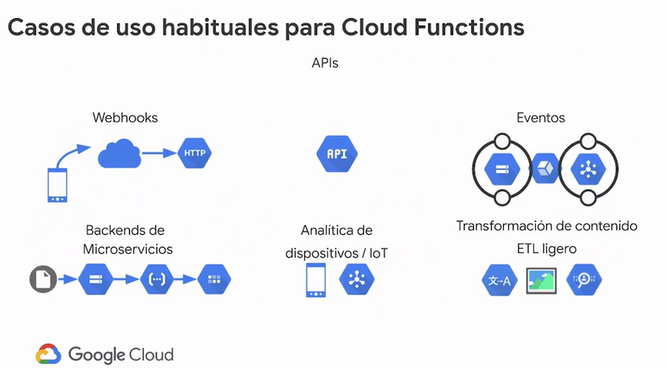 Casos de uso habituales para Cloud Functions
APIs
Webhooks
Eventos
HTTP
API
Backends de
Microservicios
Analítica de
dispositivos / IoT
Transformación de contenido
ETL ligero
文→A
Google Cloud